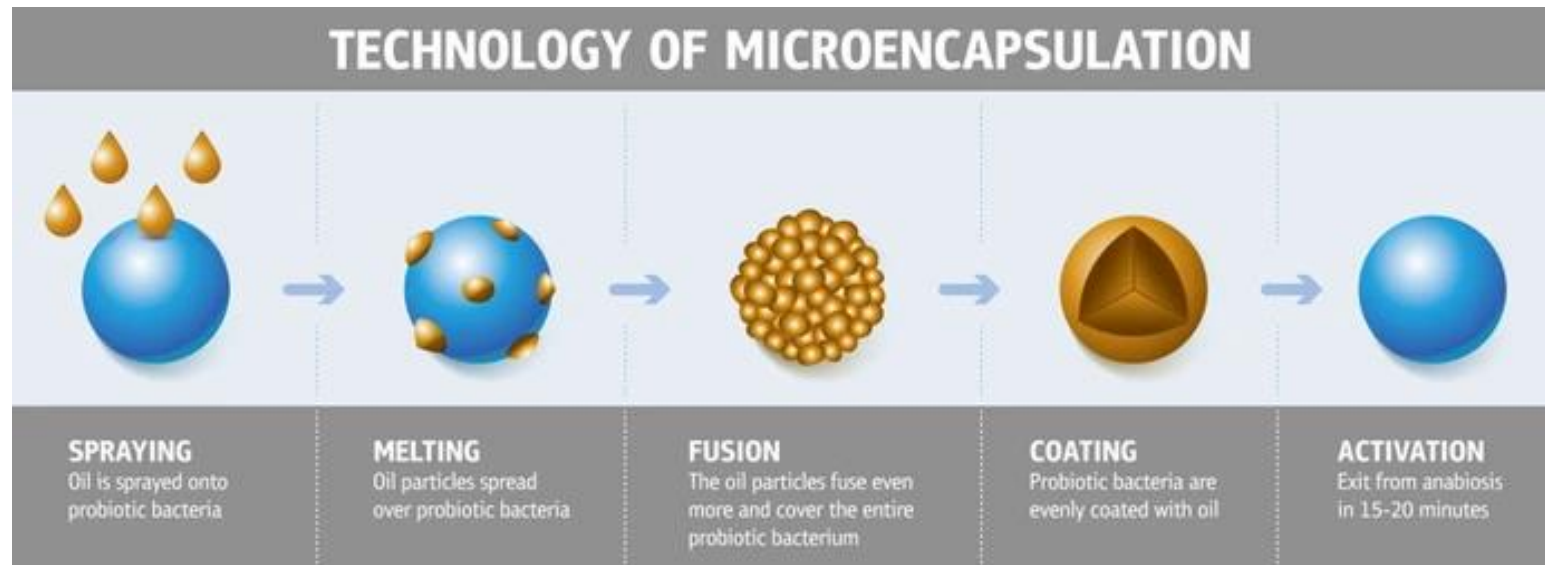 TECHNOLOGY OF MICROENCAPSULATION
SPRAYING
Oil is sprayed onto
probiotic bacteria
MELTING
Oil particles spread
over probiotic bacteria
FUSION
The oil particles fuse even
more and cover the entire
probiotic bacterium
COATING
Probiotic bacteria are
evenly coated with oil
ACTIVATION
Exit from anabiosis
in 15-20 minutes